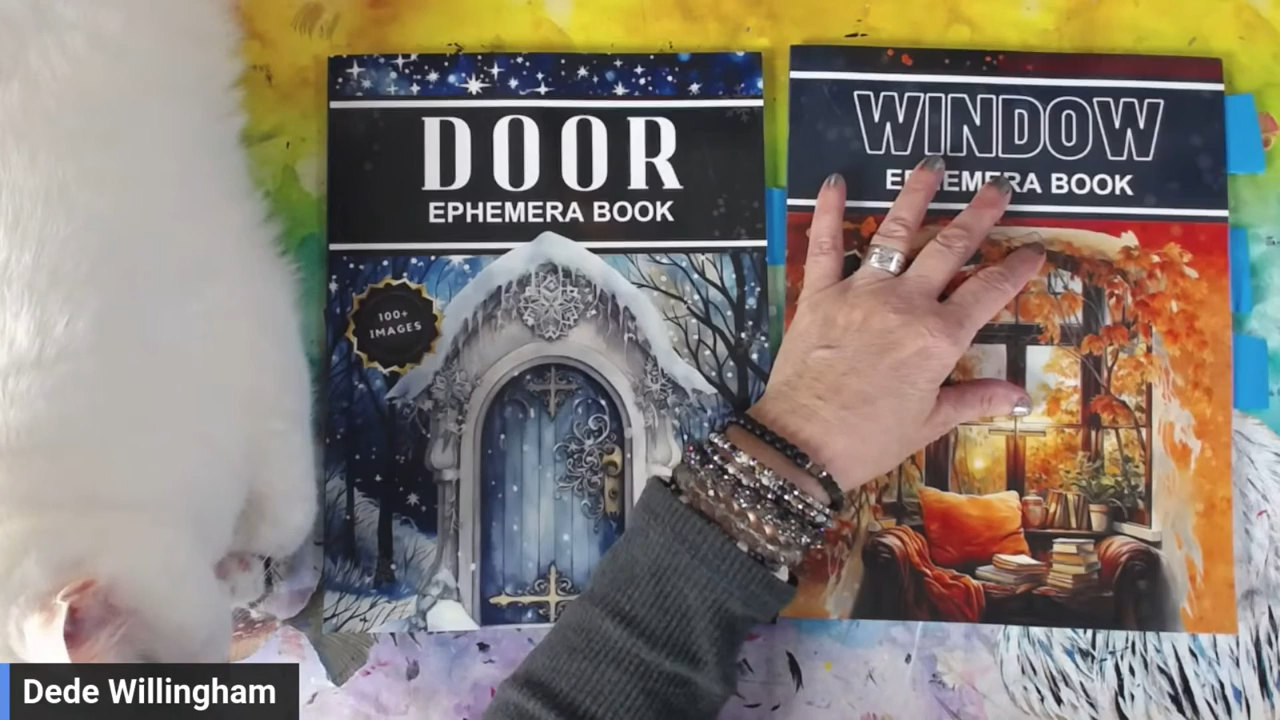 DOOR
EPHEMERA BOOK
100+
IMAGES
WINDOW
EPHEMERA BOOK
Dede Willingham